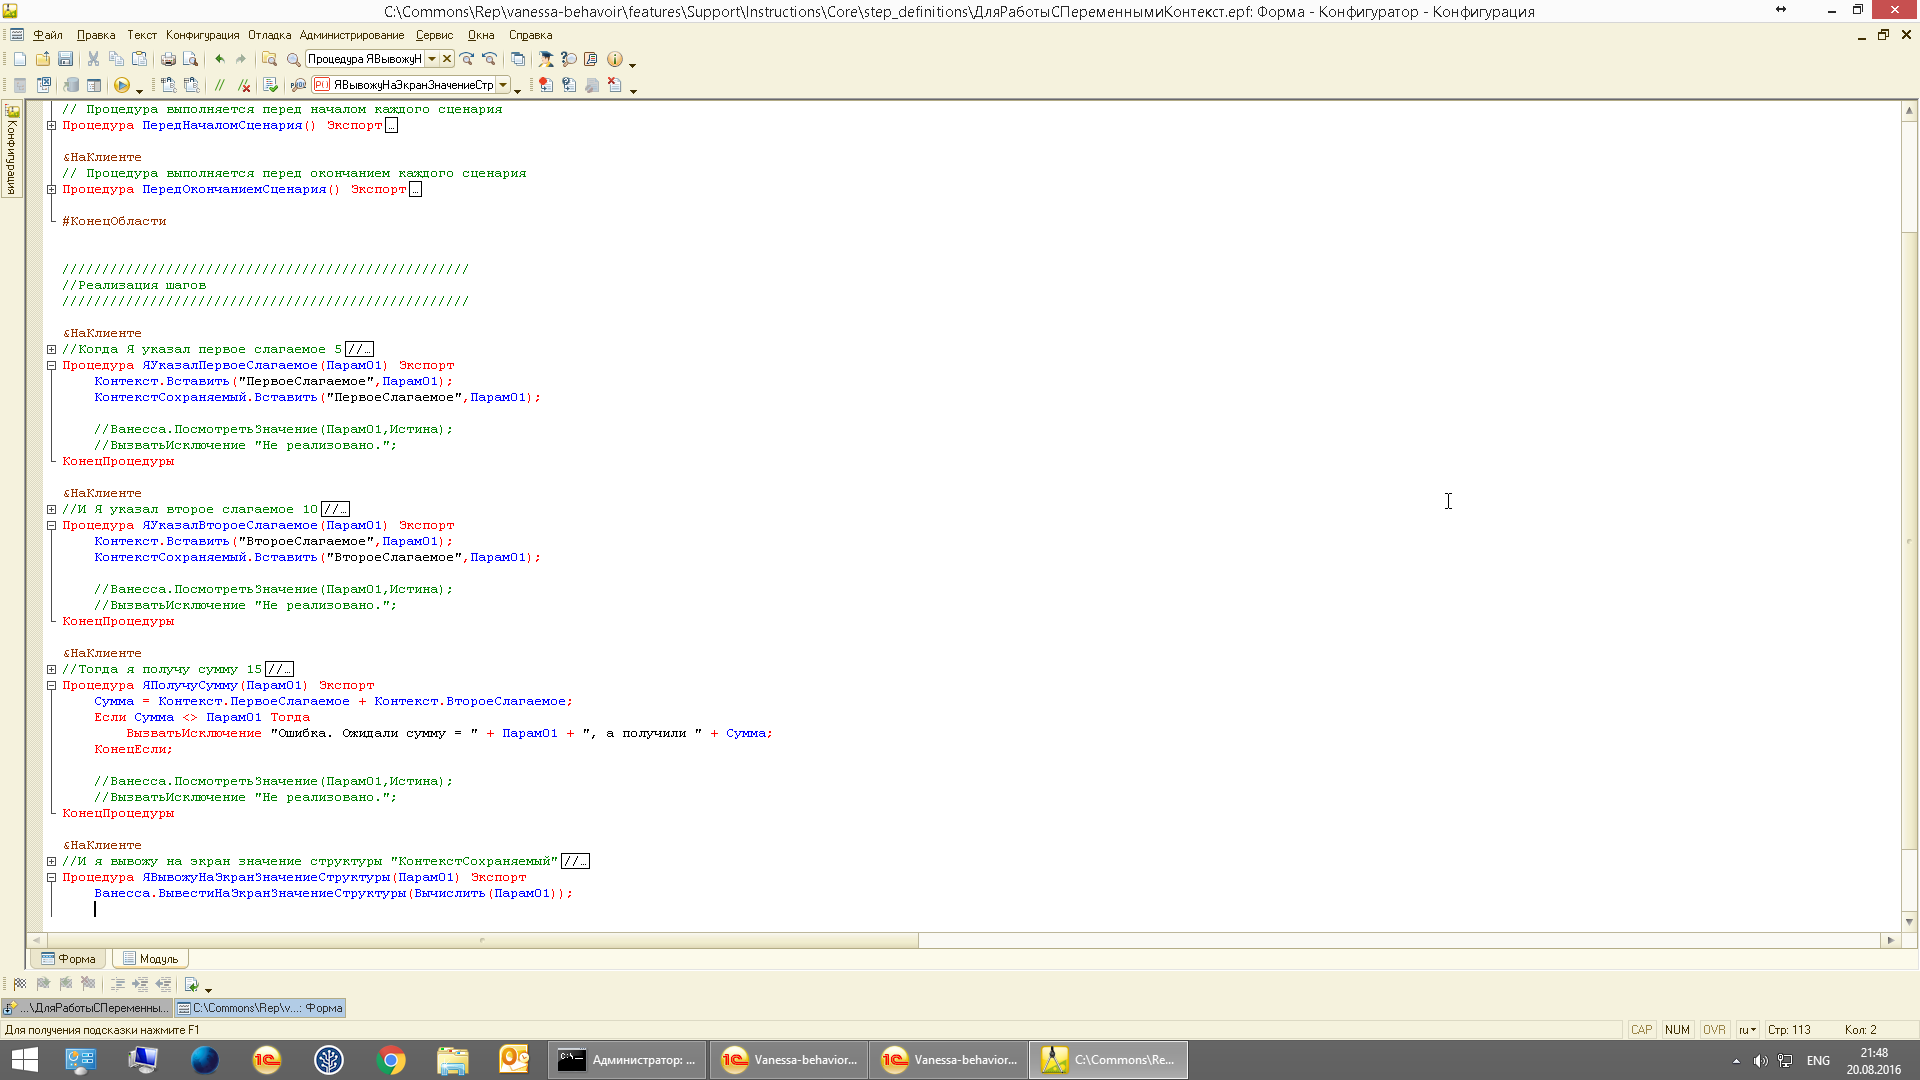 C:\Commons\Rep\vanessa-behavoir\features\Support\Instructions\Core\step_definitions\ДляРаботыСПеременнымиКонтекст.epf: Форма - Конфигуратор - Конфигурация
Файл Правка Текст Конфигурация Отладка Администрирование Сервис Окна Справка
Процедура ЯВывожуН
ЯВывожуНаЭкранЗначениеСтр
Конфигурация
// Процедура выполняется перед началом каждого сценария
Процедура ПередНачаломСценария() Экспорт...
&НаКлиенте
// Процедура выполняется перед окончанием каждого сценария
Процедура ПередОкончаниемСценария() Экспорт...
#КонецОбласти
///////////////////////////////////////////////////
//Реализация шагов
///////////////////////////////////////////////////
&НаКлиенте
//Когда Я указал первое слагаемое 5//...
Процедура ЯУказалПервоеСлагаемое(Парам01) Экспорт
Контекст.Вставить("ПервоеСлагаемое",Парам01);
КонтекстСохраняемый.Вставить("ПервоеСлагаемое",Парам01);
//Ванесса.ПосмотретьЗначение(Парам01,Истина);
//ВызватьИсключение "Не реализовано.";
КонецПроцедуры
&НаКлиенте
//И Я указал второе слагаемое 10//...
Процедура ЯУказалВтороеСлагаемое(Парам01) Экспорт
Контекст.Вставить("ВтороеСлагаемое",Парам01);
КонтекстСохраняемый.Вставить("ВтороеСлагаемое",Парам01);
//Ванесса.ПосмотретьЗначение(Парам01,Истина);
//ВызватьИсключение "Не реализовано.";
КонецПроцедуры
&НаКлиенте
//Тогда я получу сумму 15//...
Процедура ЯПолучуСумму(Парам01) Экспорт
Сумма = Контекст.ПервоеСлагаемое + Контекст.ВтороеСлагаемое;
Если Сумма <> Парам01 Тогда
ВызватьИсключение "Ошибка. Ожидали сумму = " + Парам01 + ", а получили " + Сумма;
КонецЕсли;
//Ванесса.ПосмотретьЗначение(Парам01,Истина);
//ВызватьИсключение "Не реализовано.";
КонецПроцедуры
&НаКлиенте
//И я вывожу на экран значение структуры "КонтекстСохраняемый"//...
Процедура ЯВывожуНаЭкранЗначениеСтруктуры(Парам01) Экспорт
Ванесса.ВывестиНаЭкранЗначениеСтруктуры(Вычислить(Парам01));
Форма Модуль
...\ДляРаботыСПеременны... C:\Commons\Rep\v...: Форма
Для получения подсказки нажмите F1 CAP NUM OVR ru Стр: 113 Кол: 2
Администратор: ... Vanessa-behavior... Vanessa-behavior... C:\Commons\Re... ENG 21:48
20.08.2016